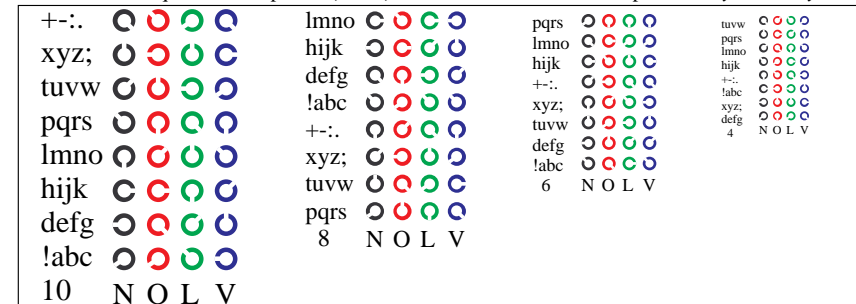 +-:.
xyz;
tuvw
pqrs
lmno
hijk
defg
!abc
10 N O L V
lmno
hijk
defg
!abc
+-:.
xyz;
tuvw
pqrs
8 N O L V
pqrs
lmno
hijk
+-:.
xyz;
tuvw
defg
!abc
6 N O L V
tuvw
pqrs
lmno
hijk
+-:.
!abc
xyz;
defg
4 N O L V